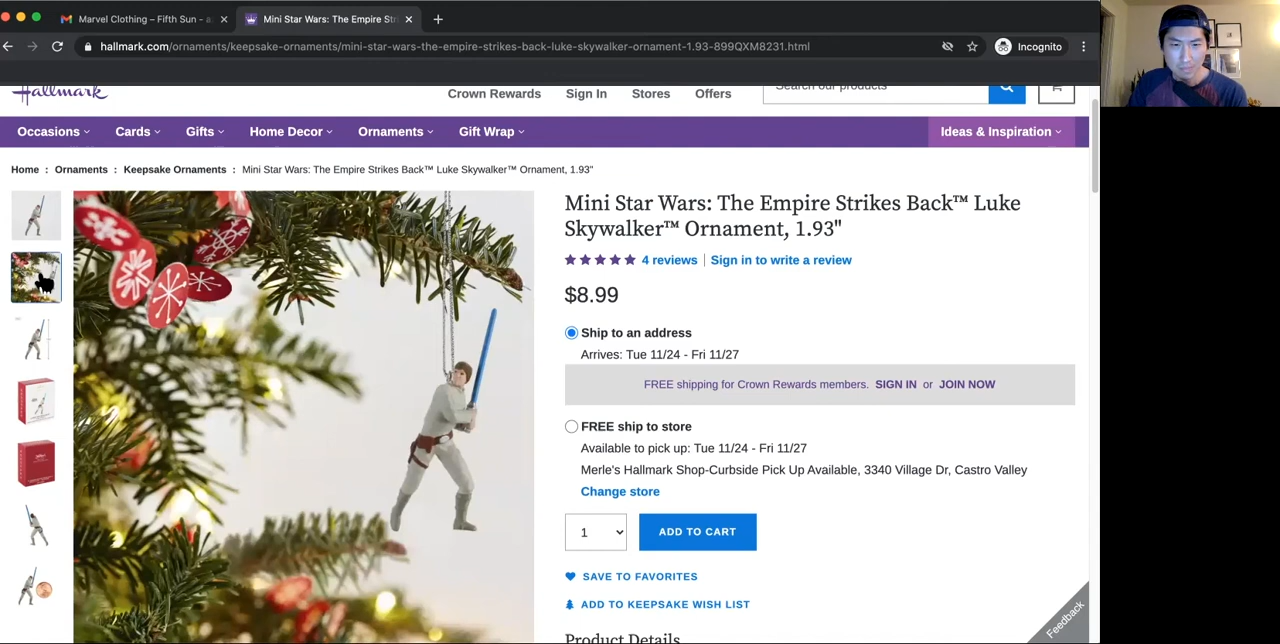 Marvel Clothing – Fifth Sun - a
Mini Star Wars: The Empire Str
hallmark.com/ornaments/keepsake-ornaments/mini-star-wars-the-empire-strikes-back-luke-skywalker-ornament-1.93-899QXM8231.html
Incognito
Hallmark
Crown Rewards
Sign In
Stores
Offers
Search our products
Occasions
Cards
Gifts
Home Decor
Ornaments
Gift Wrap
Ideas & Inspiration
Home : Ornaments : Keepsake Ornaments : Mini Star Wars: The Empire Strikes Back™ Luke Skywalker™ Ornament, 1.93"
Mini Star Wars: The Empire Strikes Back™ Luke
Skywalker™ Ornament, 1.93"
4 reviews
Sign in to write a review
$8.99
Ship to an address
Arrives: Tue 11/24 - Fri 11/27
FREE shipping for Crown Rewards members. SIGN IN or JOIN NOW
FREE ship to store
Available to pick up: Tue 11/24 - Fri 11/27
Merle's Hallmark Shop-Curbside Pick Up Available, 3340 Village Dr, Castro Valley
Change store
1
ADD TO CART
SAVE TO FAVORITES
ADD TO KEEPSAKE WISH LIST
Product Details
Feedback